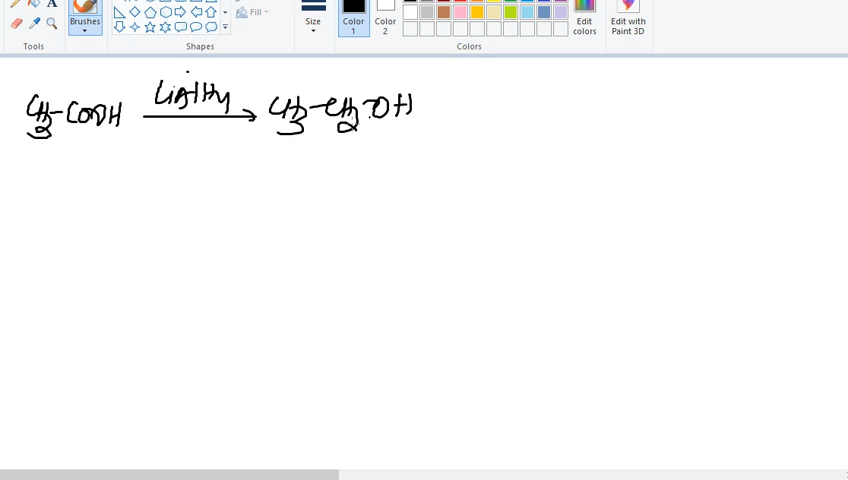 Brushes
Size
Color 1
Color 2
Edit colors
Edit with Paint 3D
Fill
Tools
Shapes
Colors
LiAlH4
CH3-COOH → CH3-CH2-OH